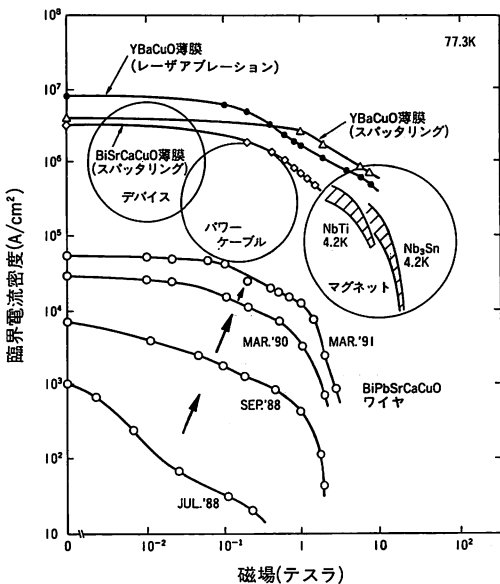 77.3K
YBaCuO薄膜
(レーザアブレーション)
YBaCuO薄膜
(スパッタリング)
BiSrCaCuO薄膜
(スパッタリング)
デバイス
パワー
ケーブル
NbTi
4.2K
Nb₃Sn
4.2K
マグネット
MAR.'90
MAR.'91
BiPbSrCaCuO
ワイヤ
SEP.'88
JUL.'88
10⁸
10⁷
10⁶
10⁵
10⁴
10³
10²
10
臨界電流密度(A/cm²)
0 10⁻² 10⁻¹ 1 10 10²
磁場(テスラ)